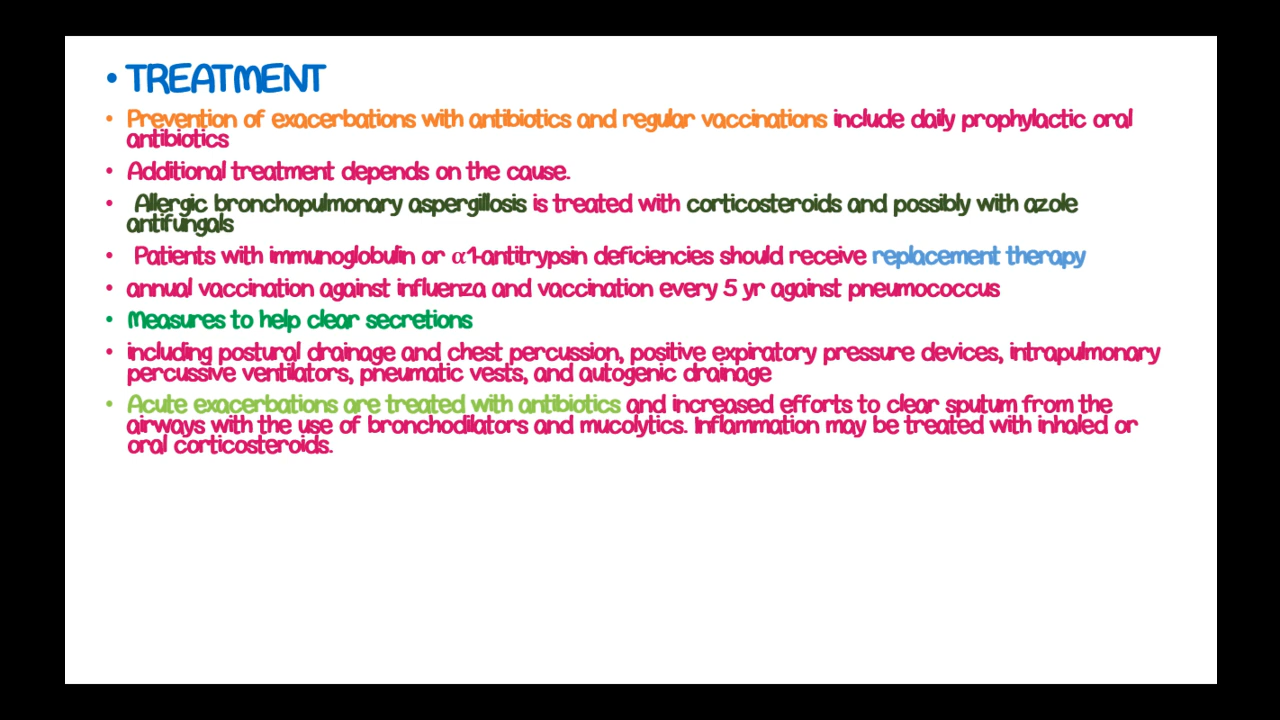 • TREATMENT
• Prevention of exacerbations with antibiotics and regular vaccinations include daily prophylactic oral
antibiotics
• Additional treatment depends on the cause.
• Allergic bronchopulmonary aspergillosis is treated with corticosteroids and possibly with azole
antifungals
• Patients with immunoglobulin or α1-antitrypsin deficiencies should receive replacement therapy
• annual vaccination against influenza and vaccination every 5 yr against pneumococcus
• Measures to help clear secretions
• including postural drainage and chest percussion, positive expiratory pressure devices, intrapulmonary
percussive ventilators, pneumatic vests, and autogenic drainage
• Acute exacerbations are treated with antibiotics and increased efforts to clear sputum from the
airways with the use of bronchodilators and mucolytics. Inflammation may be treated with inhaled or
oral corticosteroids.